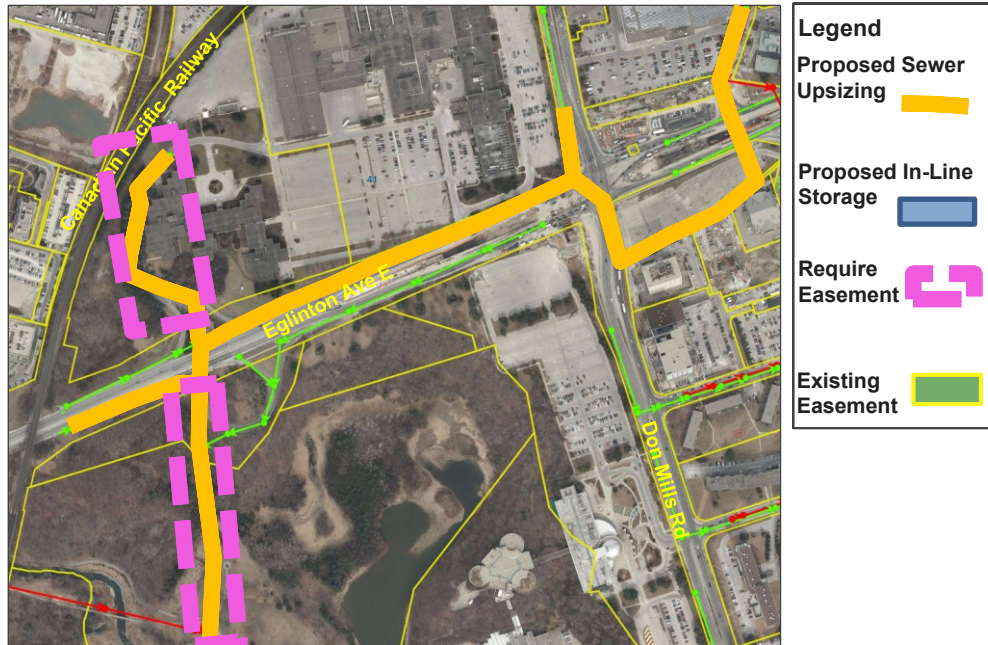 Canadian Pacific Railway
41
Eglinton Ave E
Don Mills Rd
Legend
Proposed Sewer
Upsizing
Proposed In-Line
Storage
Require
Easement
Existing
Easement